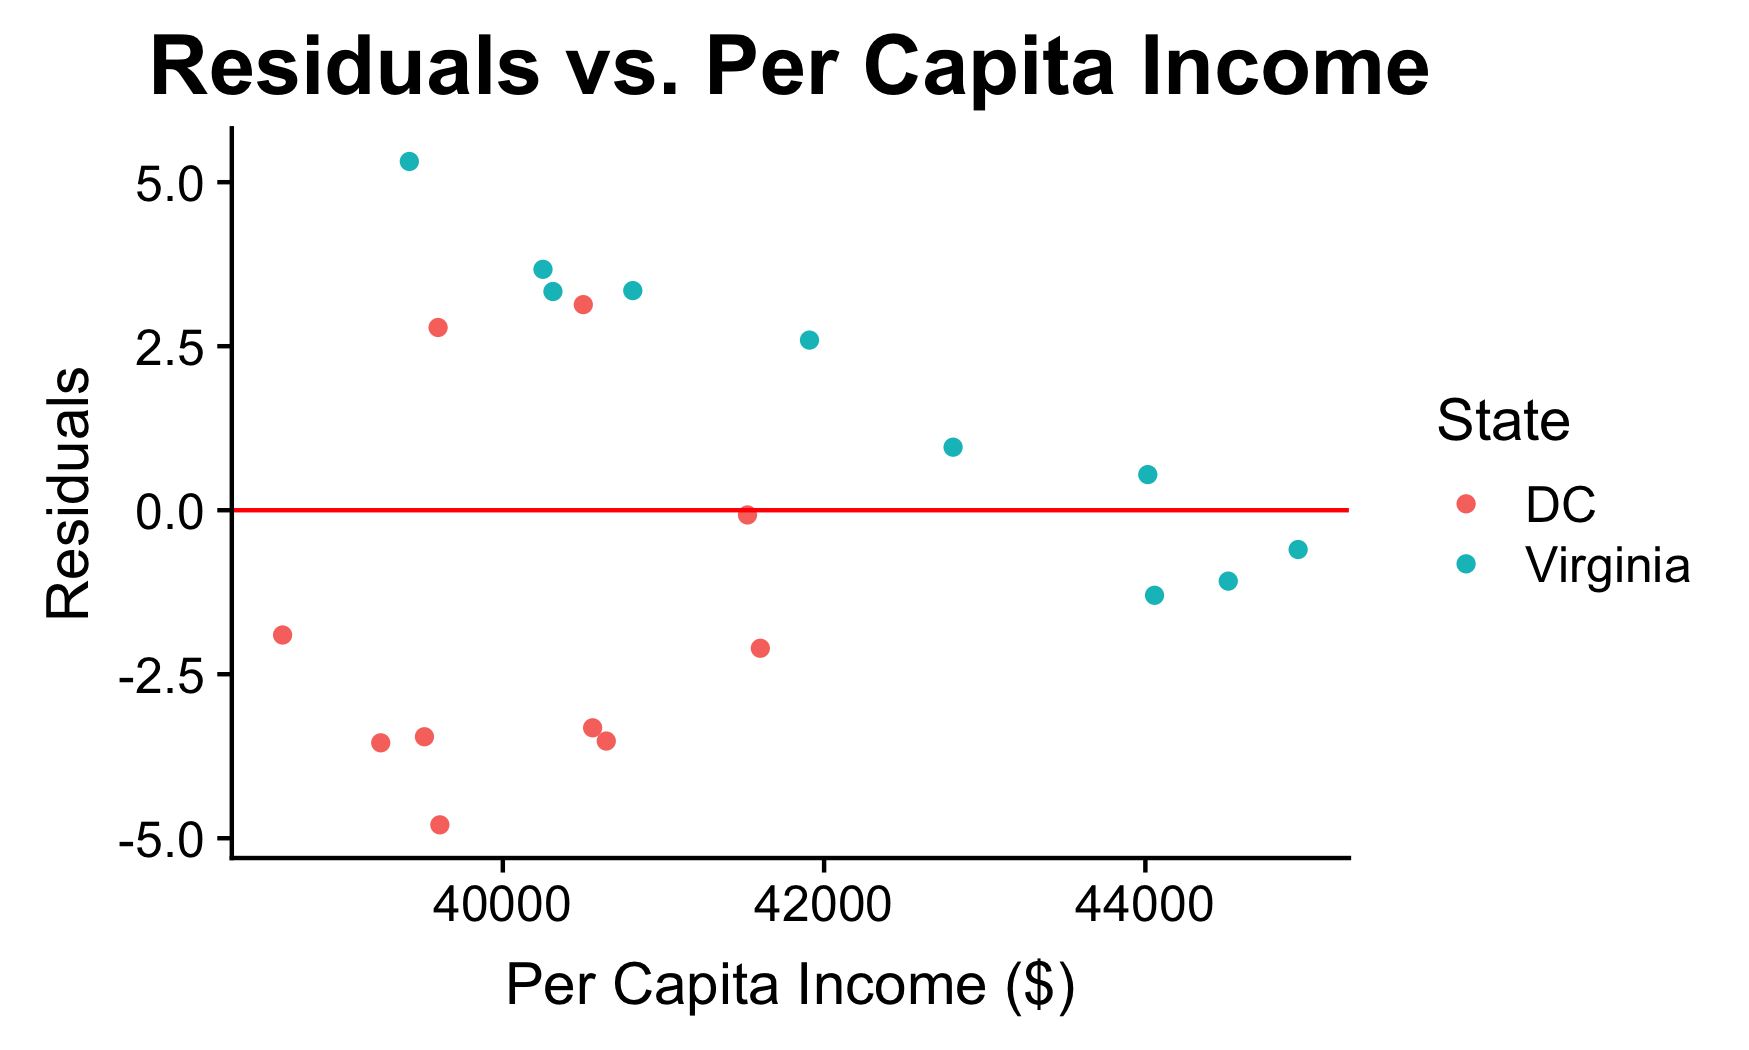 Residuals vs. Per Capita Income
Residuals
5.0
2.5
0.0
-2.5
-5.0
40000
42000
44000
Per Capita Income ($)
State
DC
Virginia